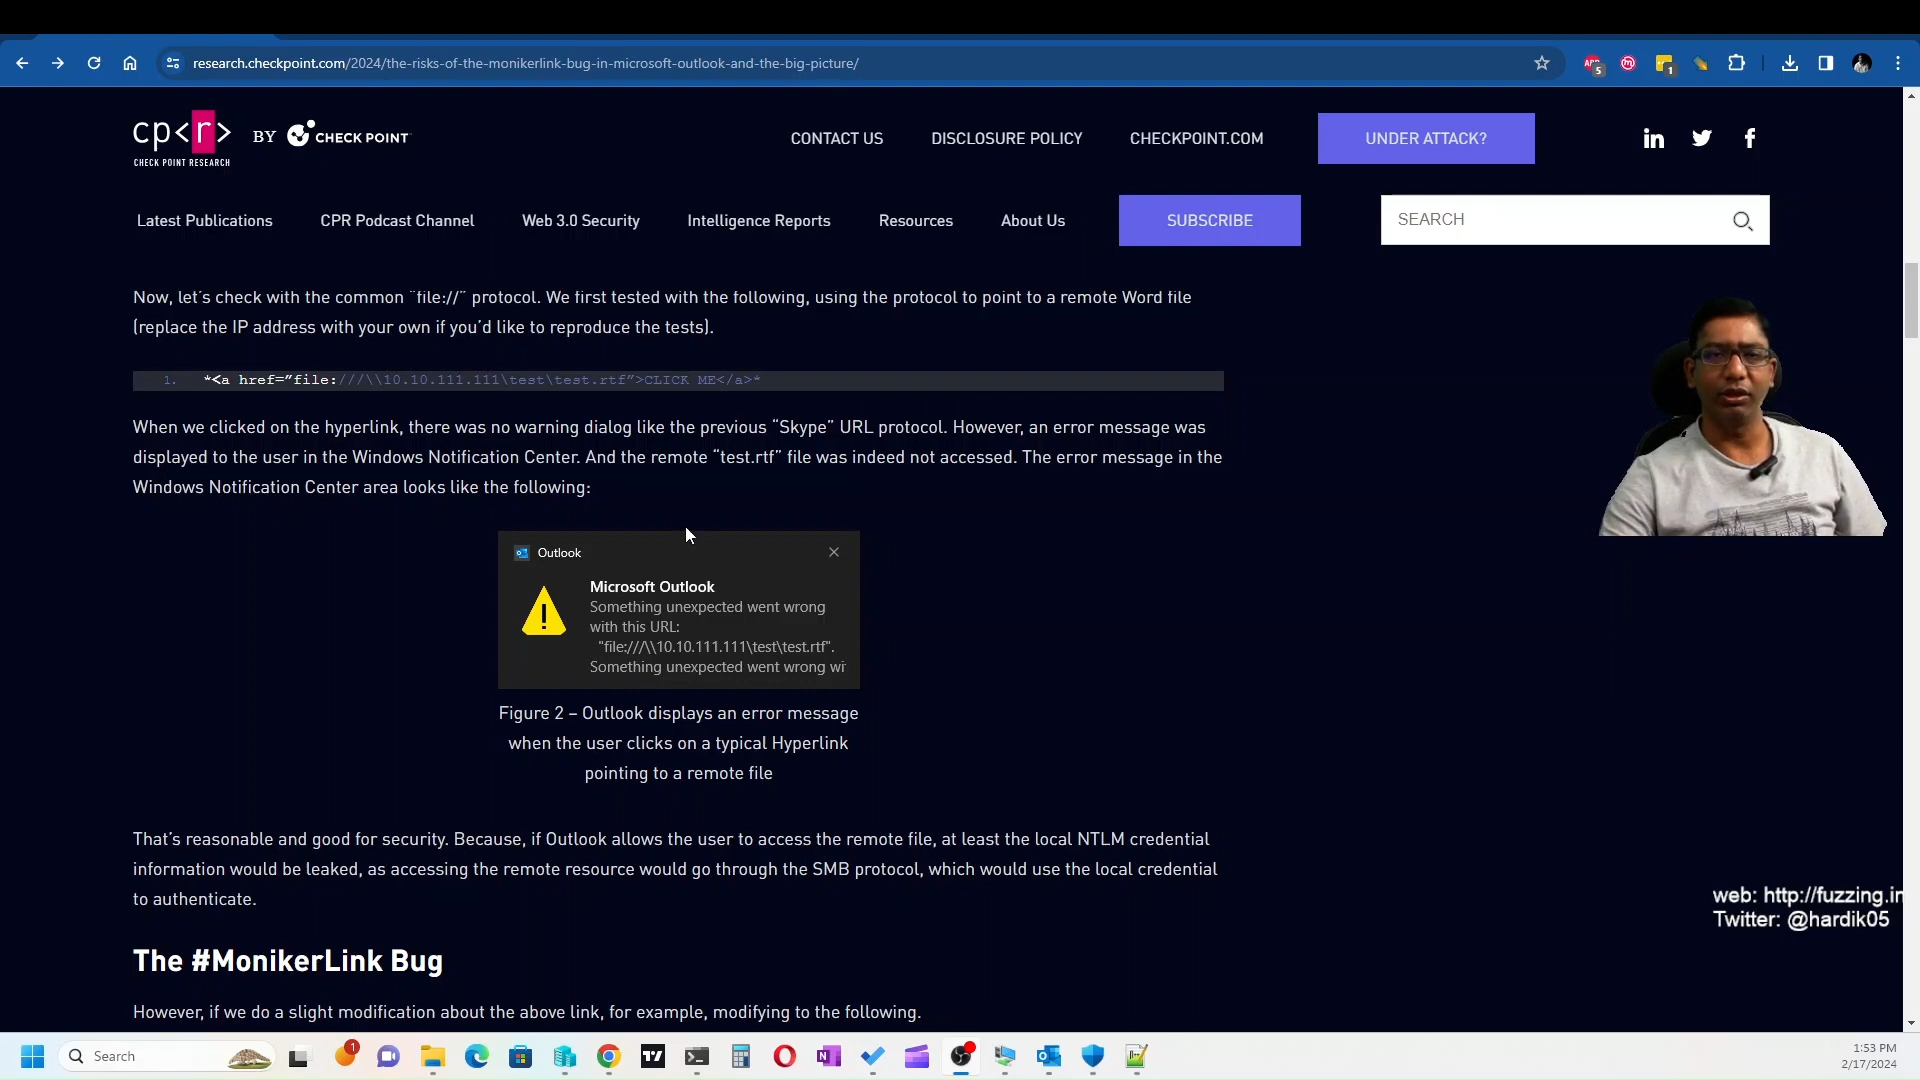 research.checkpoint.com/2024/the-risks-of-the-monikerlink-bug-in-microsoft-outlook-and-the-big-picture/
5
1
cp<r> BY CHECK POINT
CHECK POINT RESEARCH
CONTACT US DISCLOSURE POLICY CHECKPOINT.COM UNDER ATTACK?
Latest Publications CPR Podcast Channel Web 3.0 Security Intelligence Reports Resources About Us SUBSCRIBE SEARCH
Now, let's check with the common "file://" protocol. We first tested with the following, using the protocol to point to a remote Word file
(replace the IP address with your own if you'd like to reproduce the tests).
1. *<a href=”file:///\\10.10.111.111\test\test.rtf”>CLICK ME</a>*
When we clicked on the hyperlink, there was no warning dialog like the previous “Skype” URL protocol. However, an error message was
displayed to the user in the Windows Notification Center. And the remote “test.rtf” file was indeed not accessed. The error message in the
Windows Notification Center area looks like the following:
Outlook
Microsoft Outlook
Something unexpected went wrong
with this URL:
"file:///\\10.10.111.111\test\test.rtf".
Something unexpected went wrong wi
Figure 2 – Outlook displays an error message
when the user clicks on a typical Hyperlink
pointing to a remote file
That's reasonable and good for security. Because, if Outlook allows the user to access the remote file, at least the local NTLM credential
information would be leaked, as accessing the remote resource would go through the SMB protocol, which would use the local credential
to authenticate.
web: http://fuzzing.in
Twitter: @hardik05
The #MonikerLink Bug
However, if we do a slight modification about the above link, for example, modifying to the following.
Search
1
1:53 PM
2/17/2024